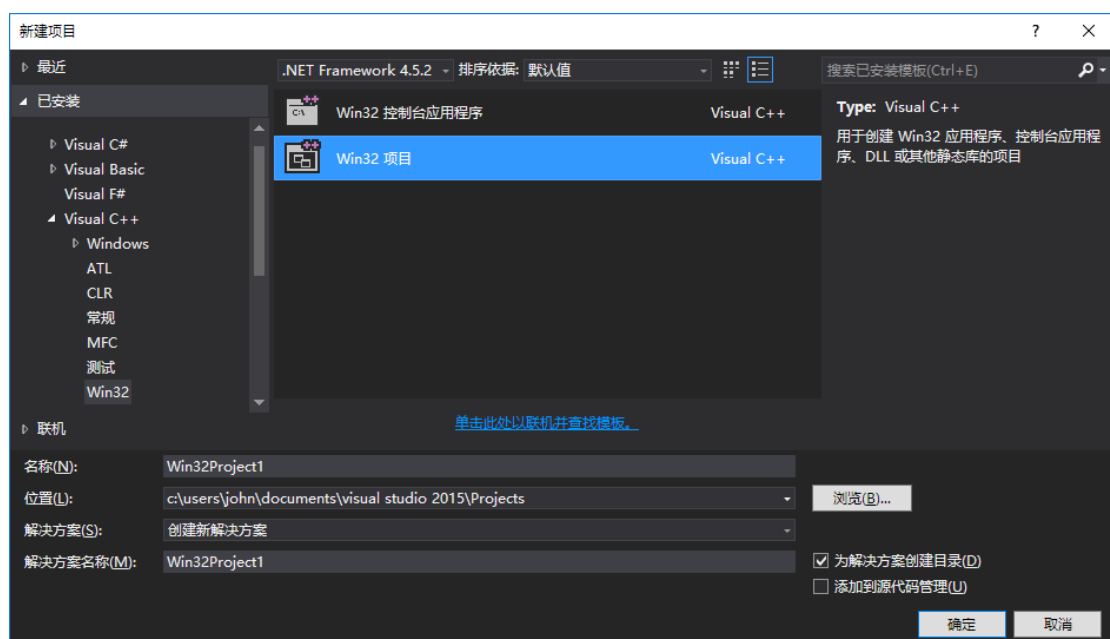 新建项目
? ×
最近
.NET Framework 4.5.2 排序依据: 默认值
搜索已安装模板(Ctrl+E)
已安装
Visual C#
Visual Basic
Visual F#
Visual C++
Windows
ATL
CLR
常规
MFC
测试
Win32
联机
Win32 控制台应用程序 Visual C++
Win32 项目 Visual C++
单击此处以联机并查找模板。
Type: Visual C++
用于创建 Win32 应用程序、控制台应用程
序、DLL 或其他静态库的项目
名称(N): Win32Project1
位置(L): c:\users\john\documents\visual studio 2015\Projects 浏览(B)...
解决方案(S): 创建新解决方案
解决方案名称(M): Win32Project1
为解决方案创建目录(D)
添加到源代码管理(U)
确定 取消